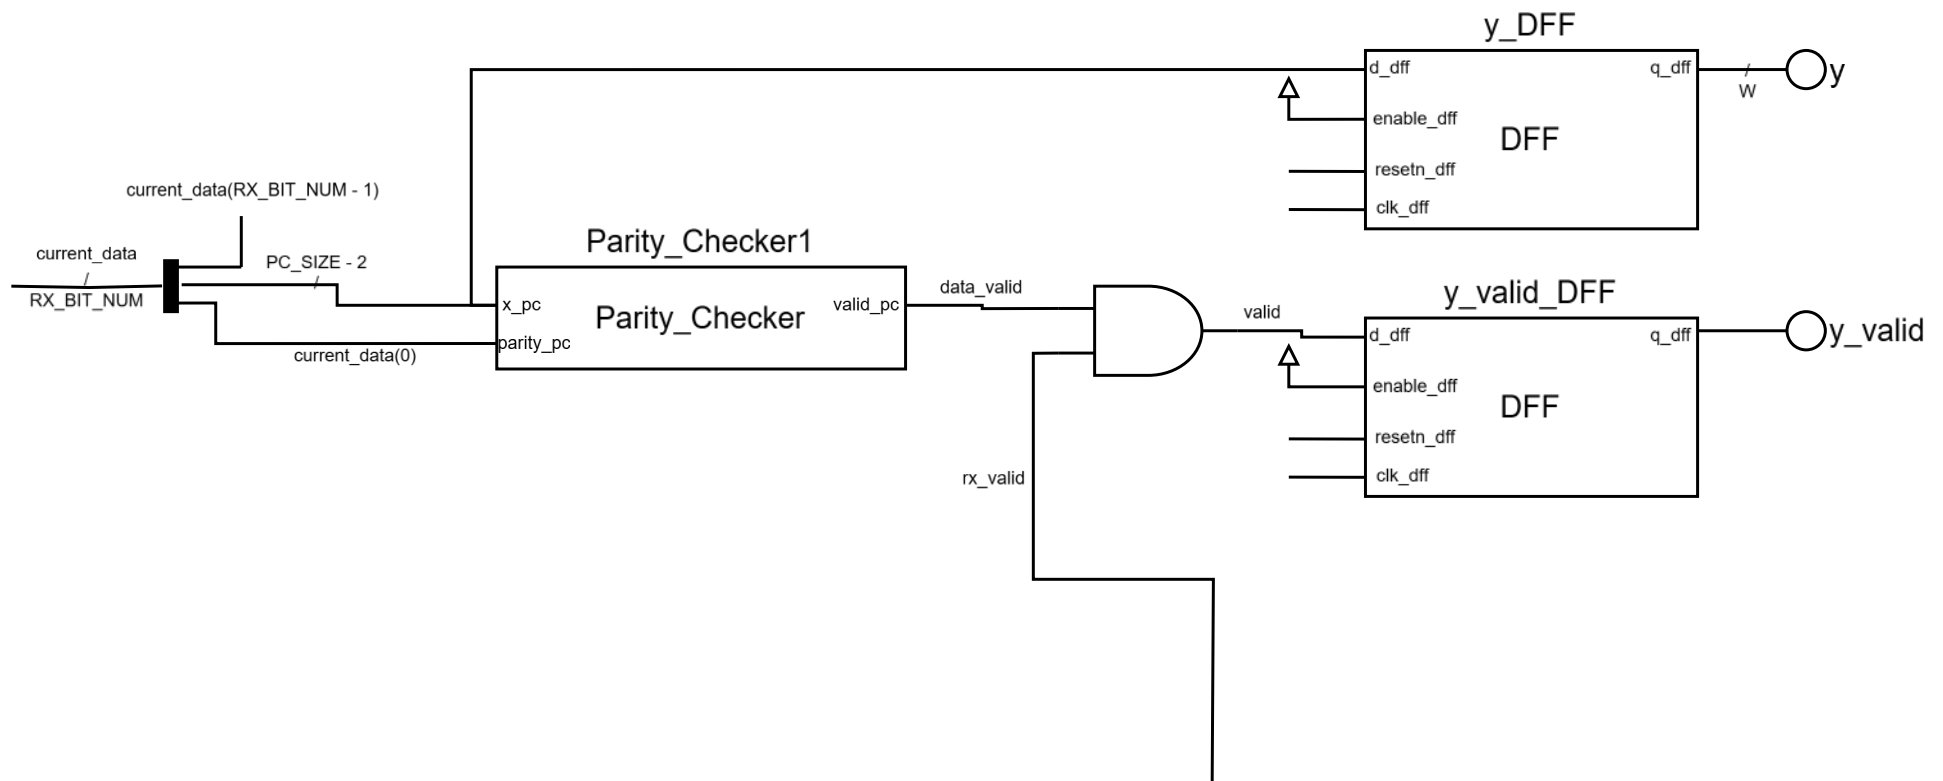 y_DFF
d_dff
q_dff
y
/
W
enable_dff
DFF
resetn_dff
clk_dff
current_data(RX_BIT_NUM - 1)
current_data
/
RX_BIT_NUM
PC_SIZE - 2
/
current_data(0)
Parity_Checker1
x_pc
valid_pc
Parity_Checker
parity_pc
data_valid
valid
rx_valid
y_valid_DFF
d_dff
q_dff
y_valid
enable_dff
DFF
resetn_dff
clk_dff